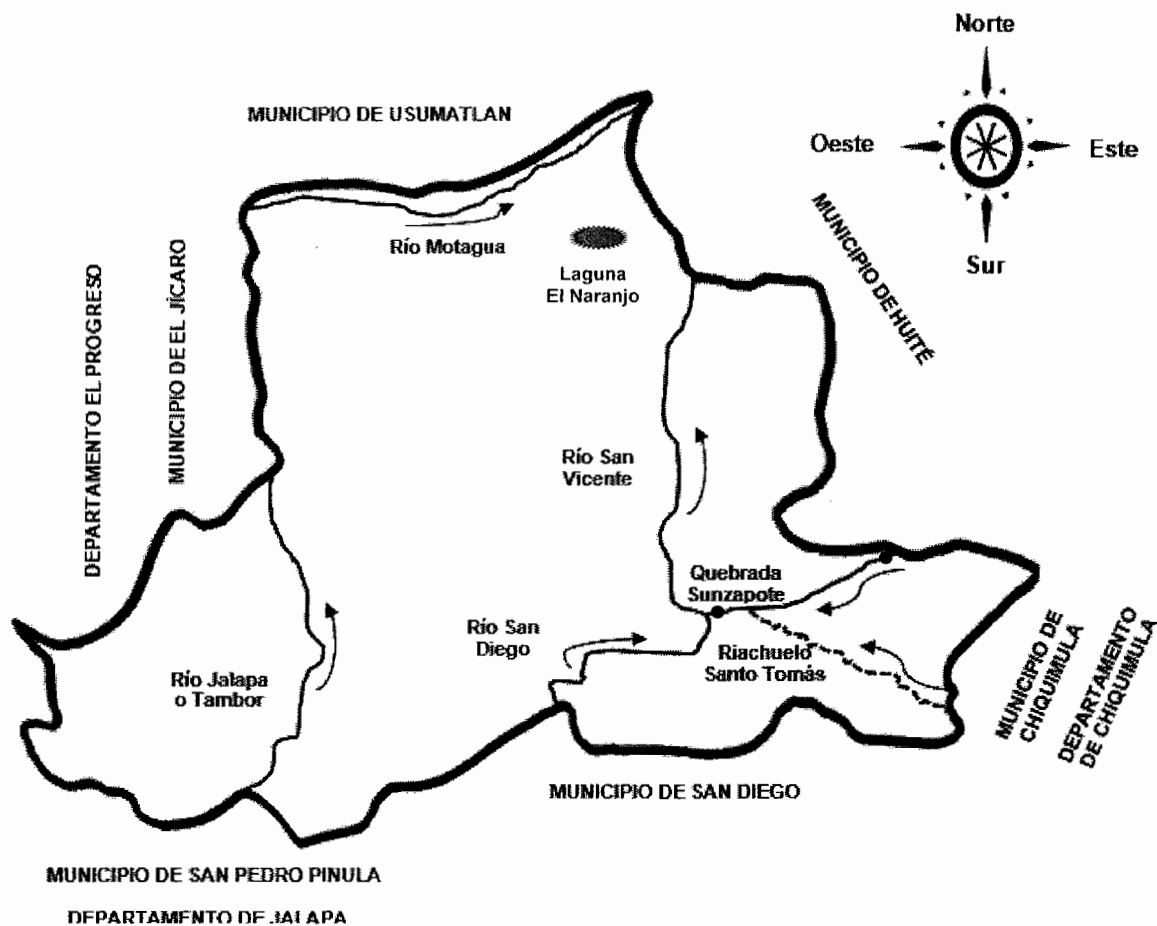 Norte
MUNICIPIO DE USUMATLAN
Oeste
Este
Sur
Río Motagua
Laguna
El Naranjo
MUNICIPIO DE HUITÉ
DEPARTAMENTO EL PROGRESO
MUNICIPIO DE EL JÍCARO
Río San
Vicente
Quebrada
Sunzapote
Río San
Diego
Riachuelo
Santo Tomás
Río Jalapa
o Tambor
MUNICIPIO DE
CHIQUIMULA
DEPARTAMENTO
DE CHIQUIMULA
MUNICIPIO DE SAN DIEGO
MUNICIPIO DE SAN PEDRO PINULA
DEPARTAMENTO DE JALAPA